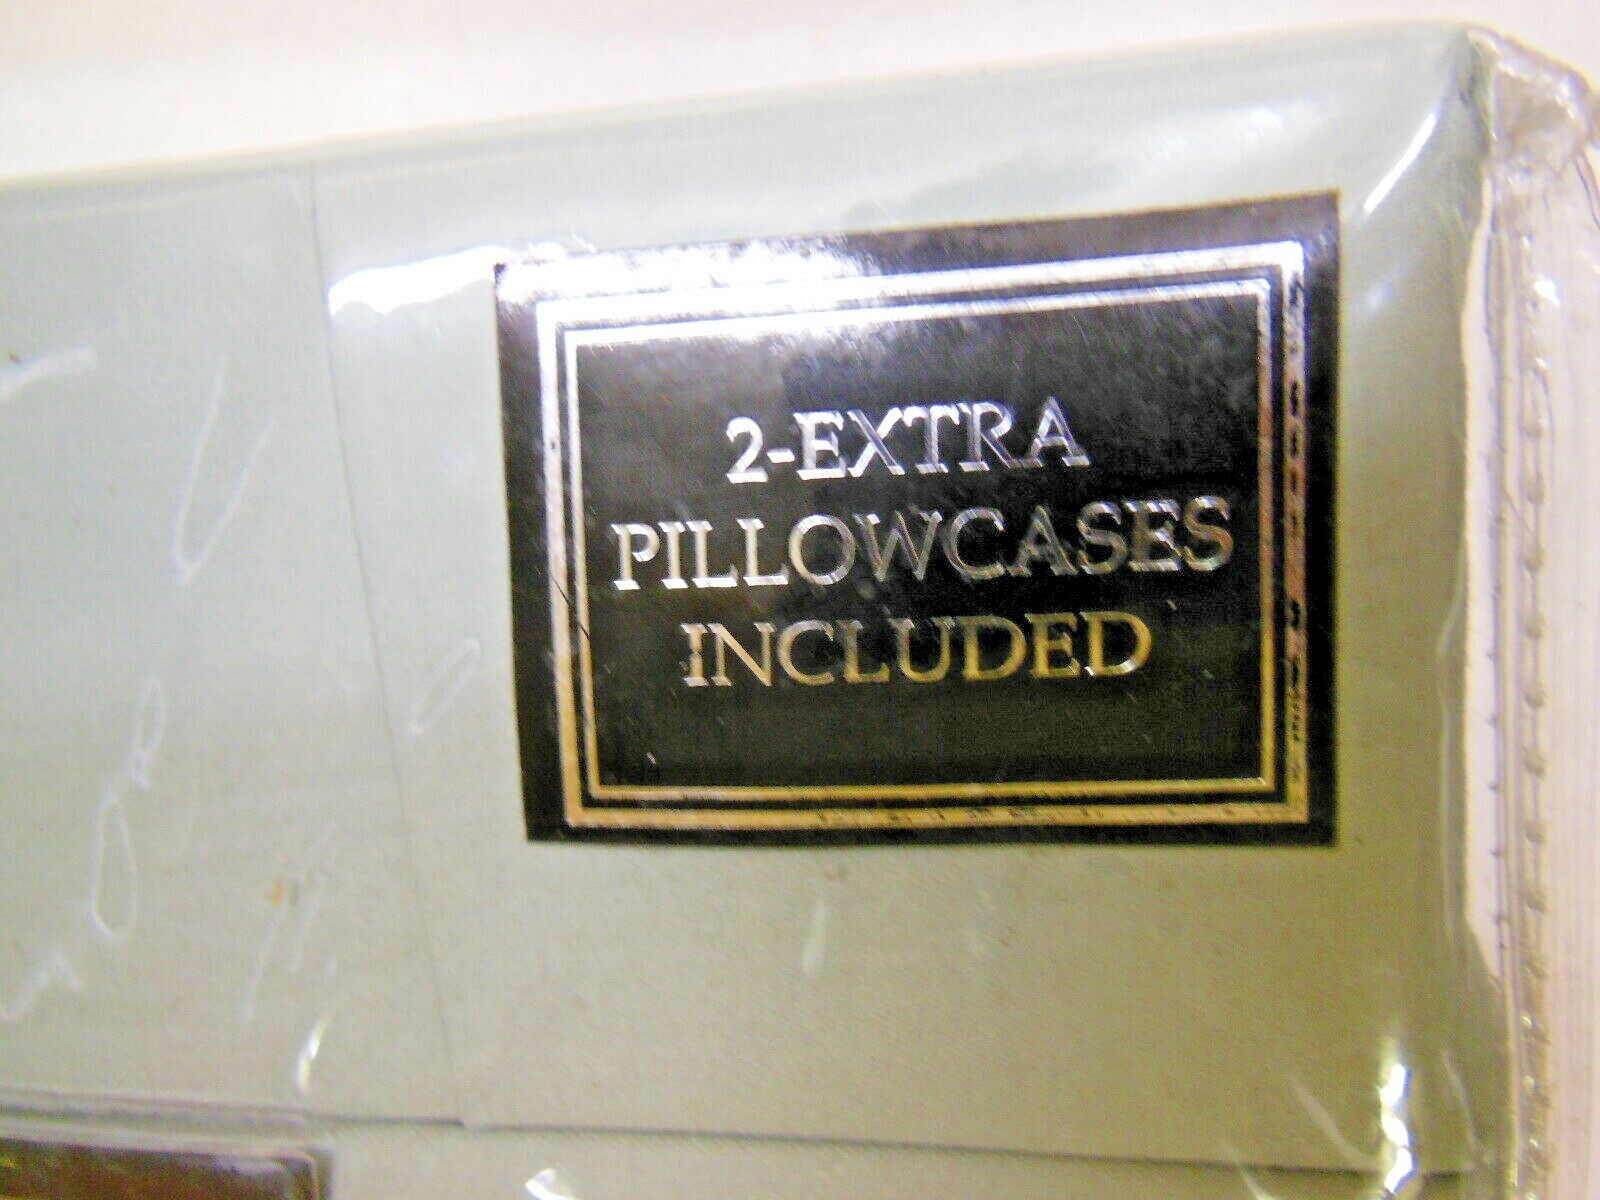 2-EXTRA
PILLOWCASES
INCLUDED